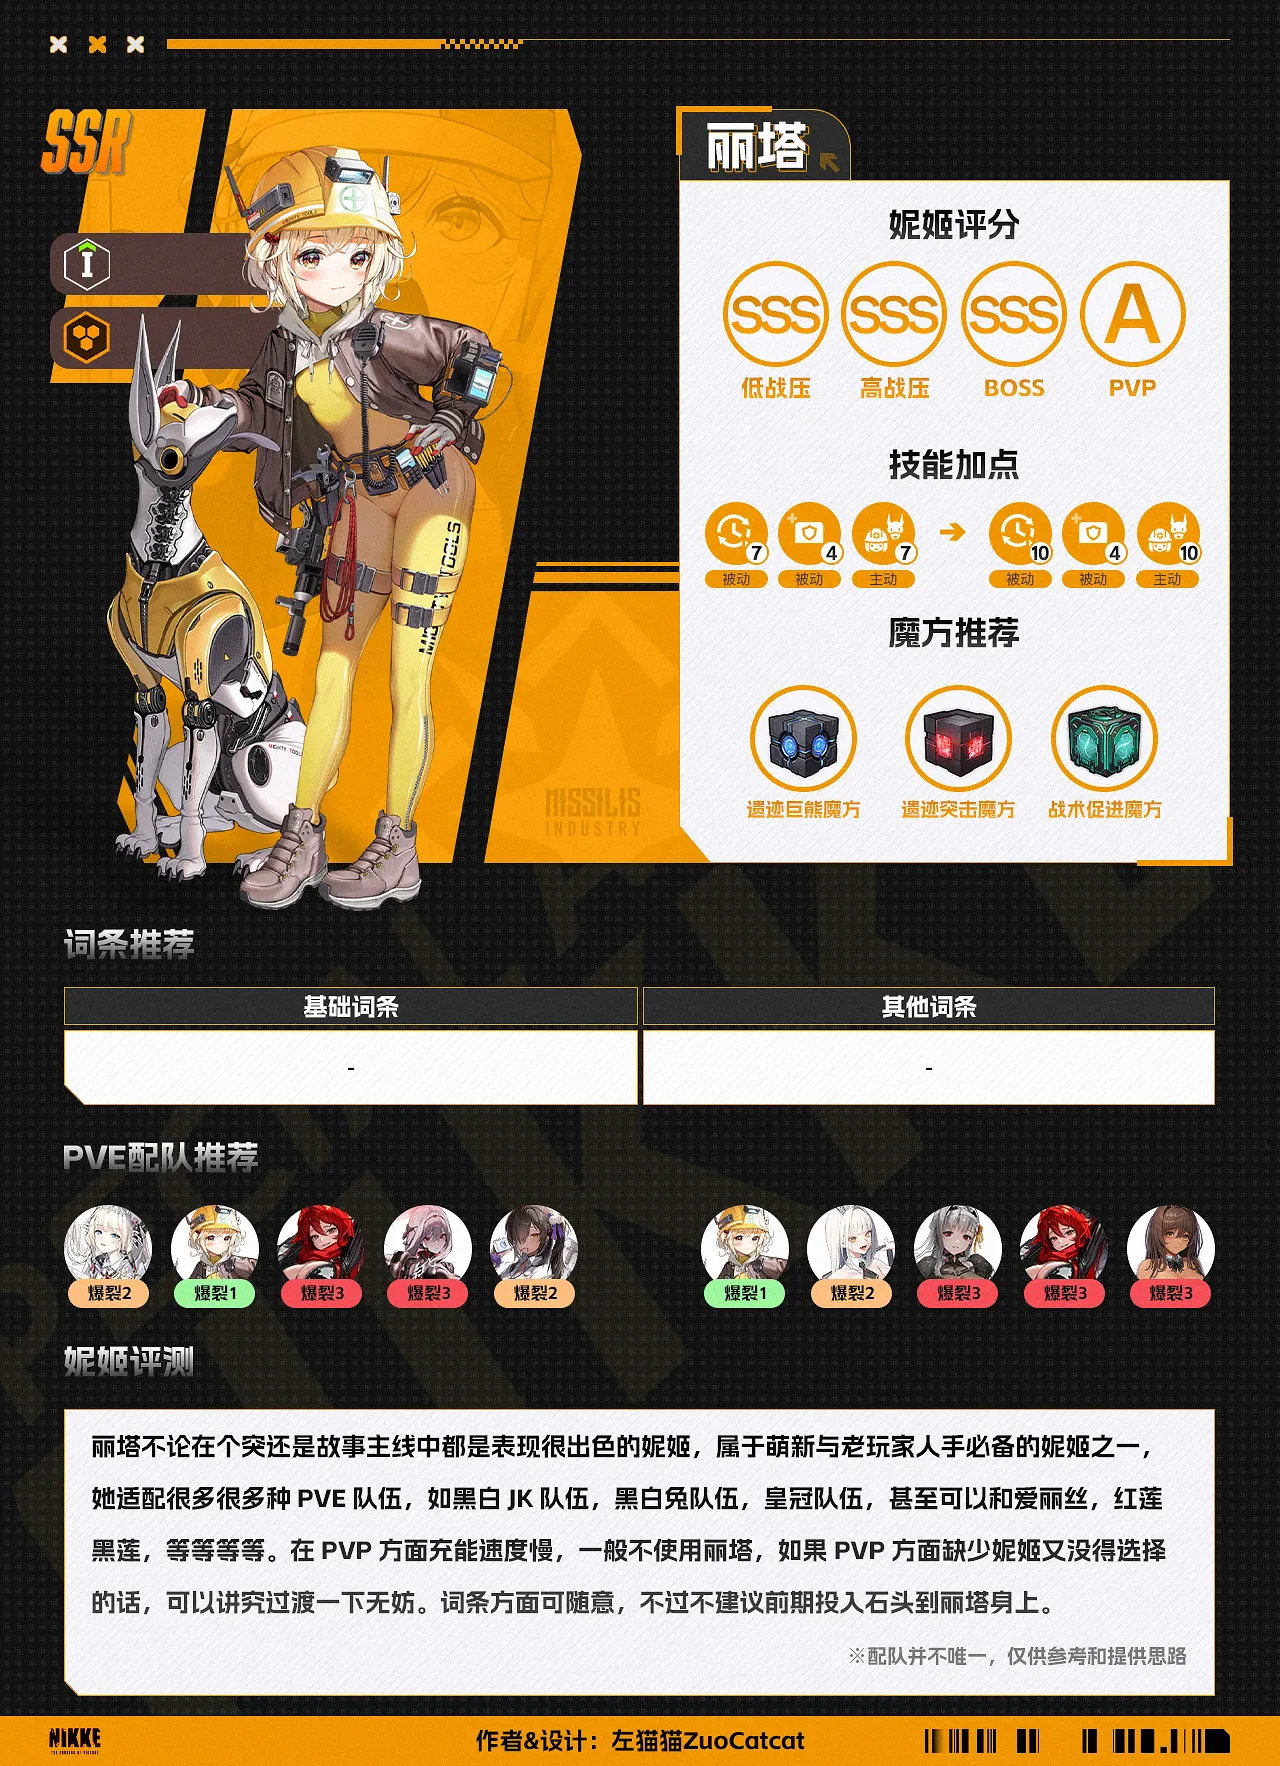 SSR
丽塔
I
妮姬评分
SSS SSS SSS A
低战压 高战压 BOSS PVP
技能加点
7 4 7 10 4 10
被动 被动 主动 被动 被动 主动
魔方推荐
遗迹巨熊魔方 遗迹突击魔方 战术促进魔方
MIGHTY TOOLS
MIGHTY TOOLS
MISSILIS
INDUSTRY
词条推荐
基础词条 其他词条
- -
PVE配队推荐
爆裂2 爆裂1 爆裂3 爆裂3 爆裂2 爆裂1 爆裂2 爆裂3 爆裂3 爆裂3
妮姬评测
丽塔不论在个突还是故事主线中都是表现很出色的妮姬，属于萌新与老玩家人手必备的妮姬之一，
她适配很多很多种 PVE 队伍，如黑白 JK 队伍，黑白兔队伍，皇冠队伍，甚至可以和爱丽丝，红莲
黑莲，等等等等。在 PVP 方面充能速度慢，一般不使用丽塔，如果 PVP 方面缺少妮姬又没得选择
的话，可以讲究过渡一下无妨。词条方面可随意，不过不建议前期投入石头到丽塔身上。
※配队并不唯一，仅供参考和提供思路
NIKKE
作者&设计：左猫猫ZuoCatcat